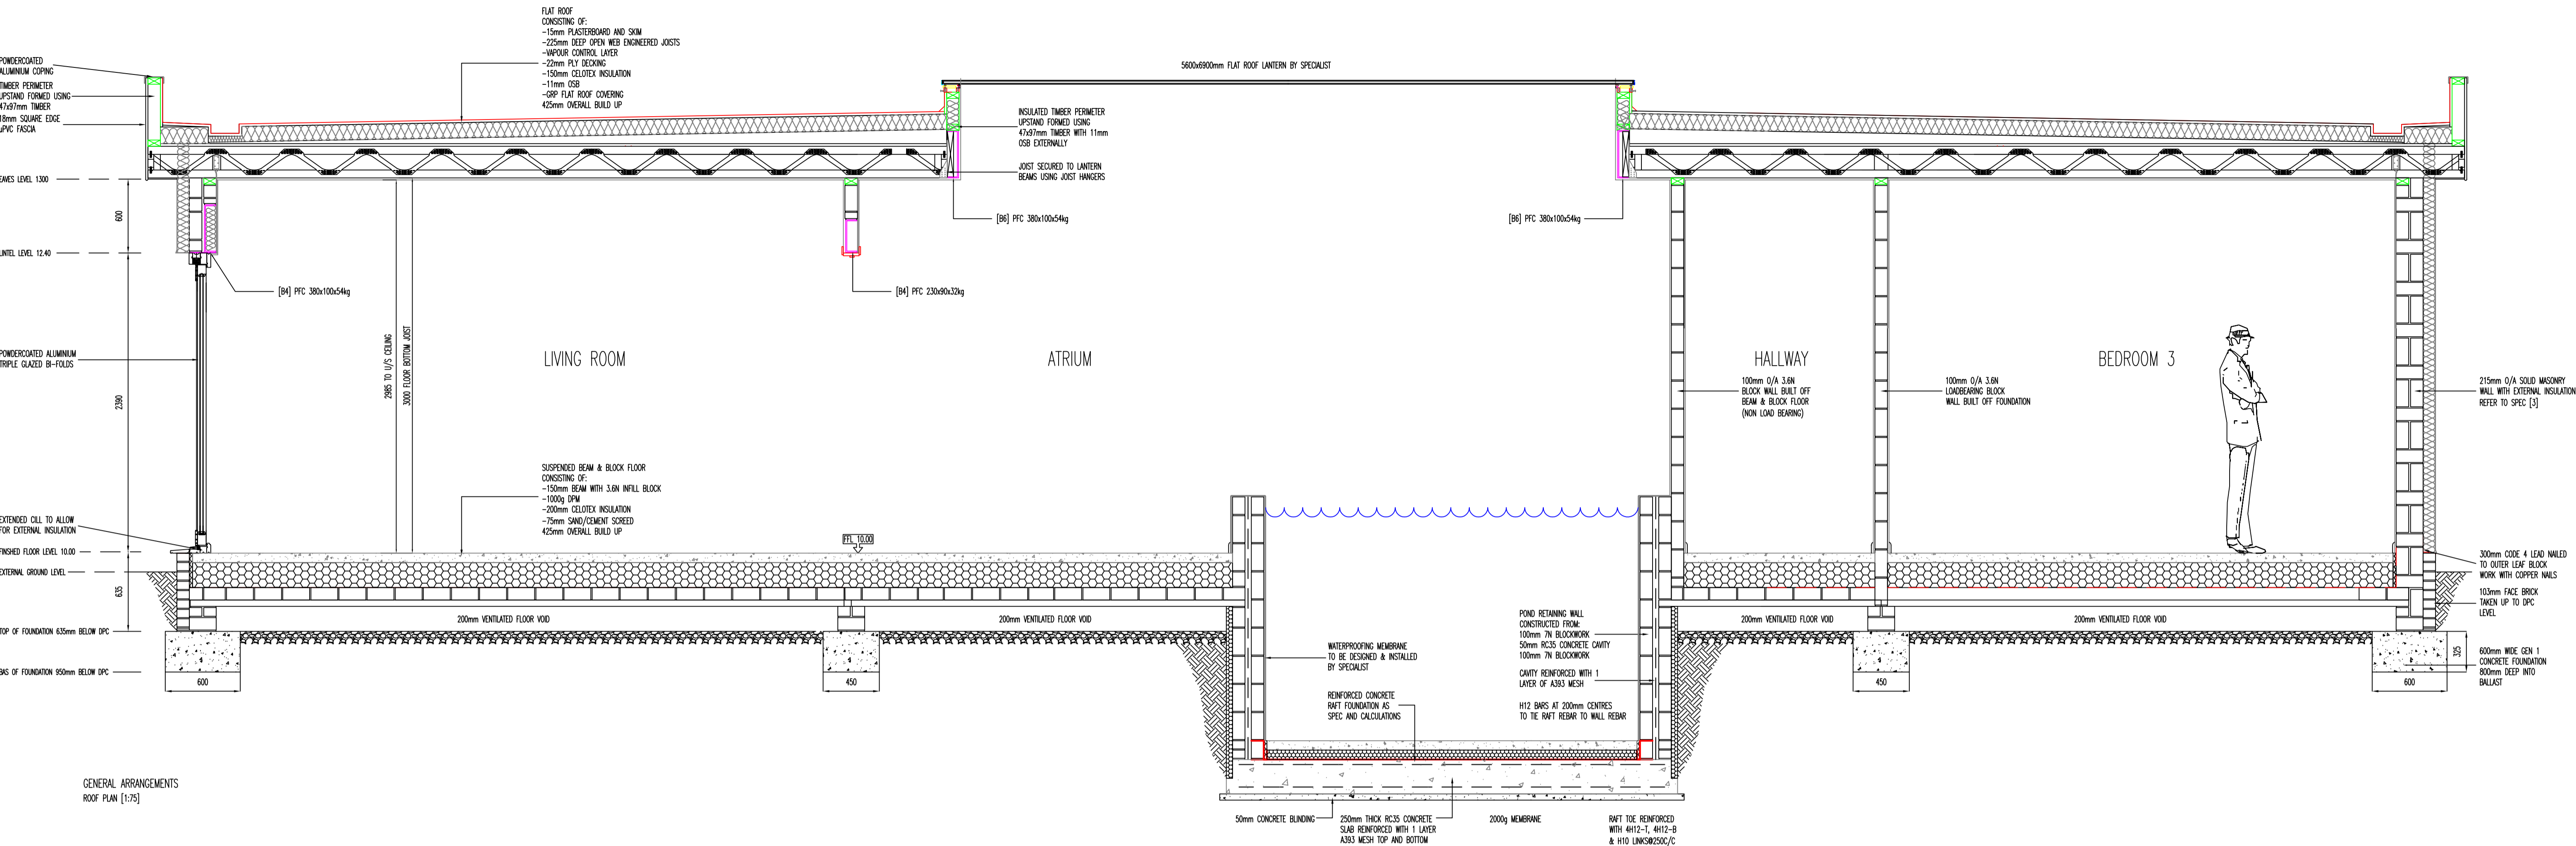 FLAT ROOF
CONSISTING OF:
-15mm PLASTERBOARD AND SKIM
-225mm DEEP OPEN WEB ENGINEERED JOISTS
-VAPOUR CONTROL LAYER
-22mm PLY DECKING
-150mm CELOTEX INSULATION
-11mm OSB
-GRP FLAT ROOF COVERING
425mm OVERALL BUILD UP
POWDERCOATED
ALUMINIUM COPING
TIMBER PERIMETER
UPSTAND FORMED USING
47x97mm TIMBER
18mm SQUARE EDGE
uPVC FASCIA
5600x6900mm FLAT ROOF LANTERN BY SPECIALIST
INSULATED TIMBER PERIMETER
UPSTAND FORMED USING
47x97mm TIMBER WITH 11mm
OSB EXTERNALLY
JOIST SECURED TO LANTERN
BEAMS USING JOIST HANGERS
EAVES LEVEL 1300
600
[B6] PFC 380x100x54kg
[B6] PFC 380x100x54kg
LINTEL LEVEL 12.40
[B4] PFC 380x100x54kg
[B4] PFC 230x90x32kg
POWDERCOATED ALUMINIUM
TRIPLE GLAZED BI-FOLDS
2390
2985 TO U/S CEILING
3000 FLOOR BOTTOM JOIST
LIVING ROOM
ATRIUM
HALLWAY
BEDROOM 3
100mm O/A 3.6N
BLOCK WALL BUILT OFF
BEAM & BLOCK FLOOR
(NON LOAD BEARING)
100mm O/A 3.6N
LOADBEARING BLOCK
WALL BUILT OFF FOUNDATION
215mm O/A SOLID MASONRY
WALL WITH EXTERNAL INSULATION
REFER TO SPEC [3]
SUSPENDED BEAM & BLOCK FLOOR
CONSISTING OF:
-150mm BEAM WITH 3.6N INFILL BLOCK
-1000g DPM
-200mm CELOTEX INSULATION
-75mm SAND/CEMENT SCREED
425mm OVERALL BUILD UP
EXTENDED CILL TO ALLOW
FOR EXTERNAL INSULATION
FINSHED FLOOR LEVEL 10.00
FFL 10.00
EXTERNAL GROUND LEVEL
635
300mm CODE 4 LEAD NAILED
TO OUTER LEAF BLOCK
WORK WITH COPPER NAILS
103mm FACE BRICK
TAKEN UP TO DPC
LEVEL
200mm VENTILATED FLOOR VOID
200mm VENTILATED FLOOR VOID
200mm VENTILATED FLOOR VOID
200mm VENTILATED FLOOR VOID
TOP OF FOUNDATION 635mm BELOW DPC
BAS OF FOUNDATION 950mm BELOW DPC
600
450
450
600
325
600mm WIDE GEN 1
CONCRETE FOUNDATION
800mm DEEP INTO
BALLAST
WATERPROOFING MEMBRANE
TO BE DESIGNED & INSTALLED
BY SPECIALIST
REINFORCED CONCRETE
RAFT FOUNDATION AS
SPEC AND CALCULATIONS
POND RETAINING WALL
CONSTRUCTED FROM:
100mm 7N BLOCKWORK
50mm RC35 CONCRETE CAVITY
100mm 7N BLOCKWORK
CAVITY REINFORCED WITH 1
LAYER OF A393 MESH
H12 BARS AT 200mm CENTRES
TO TIE RAFT REBAR TO WALL REBAR
GENERAL ARRANGEMENTS
ROOF PLAN [1:75]
50mm CONCRETE BLINDING
250mm THICK RC35 CONCRETE
SLAB REINFORCED WITH 1 LAYER
A393 MESH TOP AND BOTTOM
2000g MEMBRANE
RAFT TOE REINFORCED
WITH 4H12-T, 4H12-B
& H10 LINKS@250C/C